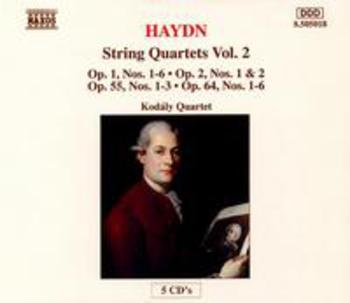 NAXOS
DDD
8.505018
HAYDN
String Quartets Vol. 2
Op. 1, Nos. 1-6 • Op. 2, Nos. 1 & 2
Op. 55, Nos. 1-3 • Op. 64, Nos. 1-6
Kodály Quartet
5 CD's